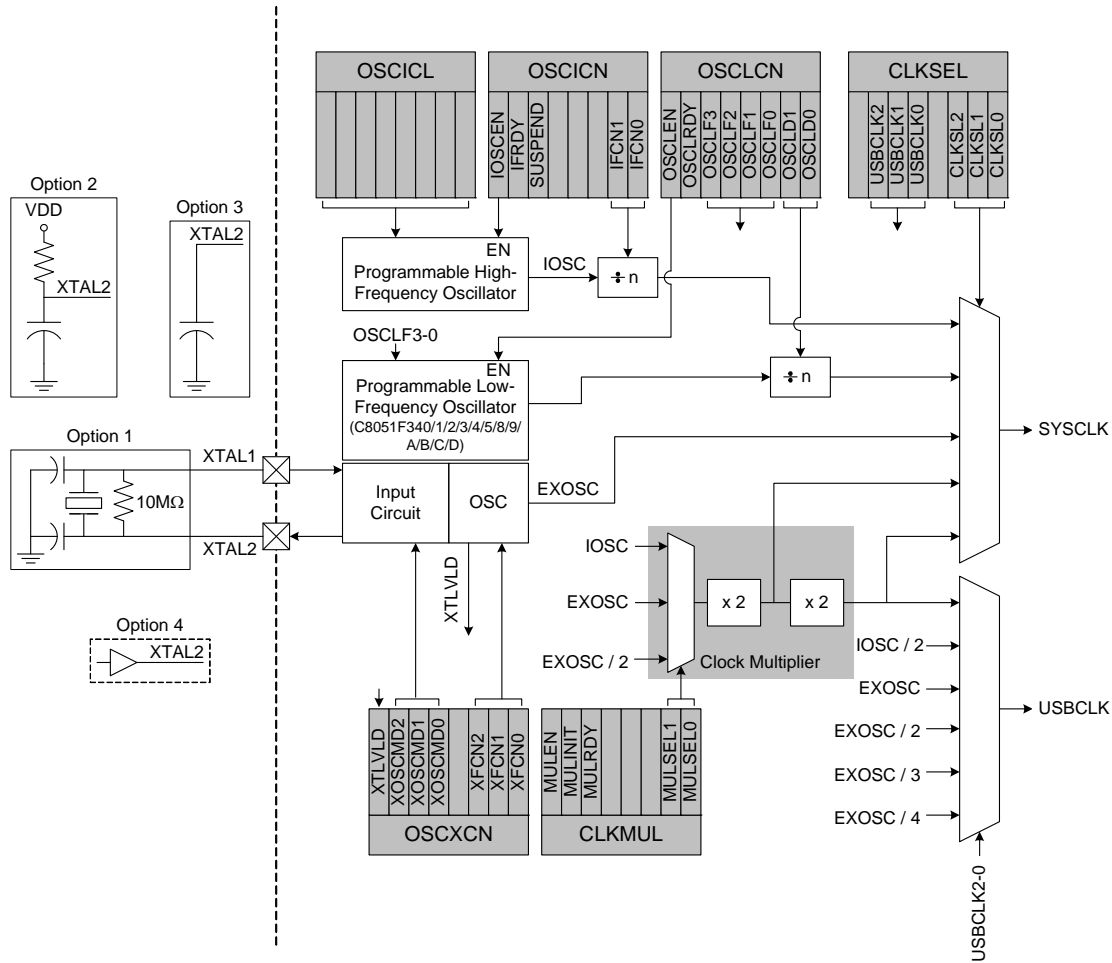 OSCICL
OSCICN
OSCLCN
CLKSEL
IOSCEN
IFRDY
SUSPEND
IFCN1
IFCN0
OSCLEN
OSCLRDY
OSCLF3
OSCLF2
OSCLF1
OSCLF0
OSCLD1
OSCLD0
USBCLK2
USBCLK1
USBCLK0
CLKSL2
CLKSL1
CLKSL0
Option 2
VDD
XTAL2
Option 3
XTAL2
EN
Programmable High-
Frequency Oscillator
IOSC
÷ n
OSCLF3-0
EN
Programmable Low-
Frequency Oscillator
(C8051F340/1/2/3/4/5/8/9/
A/B/C/D)
÷ n
SYSCLK
Option 1
XTAL1
10MΩ
XTAL2
Input
Circuit
OSC
EXOSC
XTLVLD
IOSC
EXOSC
EXOSC / 2
x 2
x 2
Clock Multiplier
Option 4
XTAL2
IOSC / 2
EXOSC
EXOSC / 2
EXOSC / 3
EXOSC / 4
USBCLK
USBCLK2-0
XTLVLD
XOSCMD2
XOSCMD1
XOSCMD0
XFCN2
XFCN1
XFCN0
OSCXCN
MULEN
MULINIT
MULRDY
MULSEL1
MULSEL0
CLKMUL